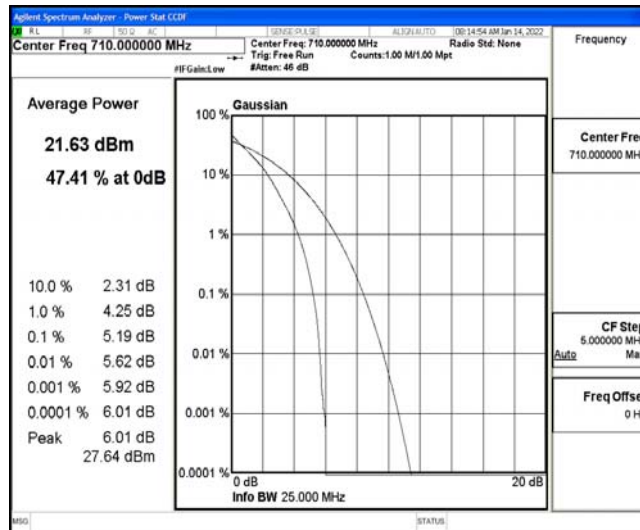 Agilent Spectrum Analyzer - Power Stat CCDF
RL RF 50 Ω AC SENSE:PULSE ALIGN AUTO 08:14:54 AM Jan 14, 2022
Center Freq 710.000000 MHz
Center Freq: 710.000000 MHz Radio Std: None
Trig: Free Run Counts:1.00 M/1.00 Mpt
#IFGain:Low #Atten: 46 dB
Frequency
Average Power
21.63 dBm
47.41 % at 0dB
10.0 % 2.31 dB
1.0 % 4.25 dB
0.1 % 5.19 dB
0.01 % 5.62 dB
0.001 % 5.92 dB
0.0001 % 6.01 dB
Peak 6.01 dB
27.64 dBm
Gaussian
100 %
10 %
1 %
0.1 %
0.01 %
0.001 %
0.0001 %
0 dB 20 dB
Info BW 25.000 MHz
Center Fre
710.000000 MH
CF Ste
5.000000 MH
Auto Ma
Freq Offse
0 H
MSG STATUS